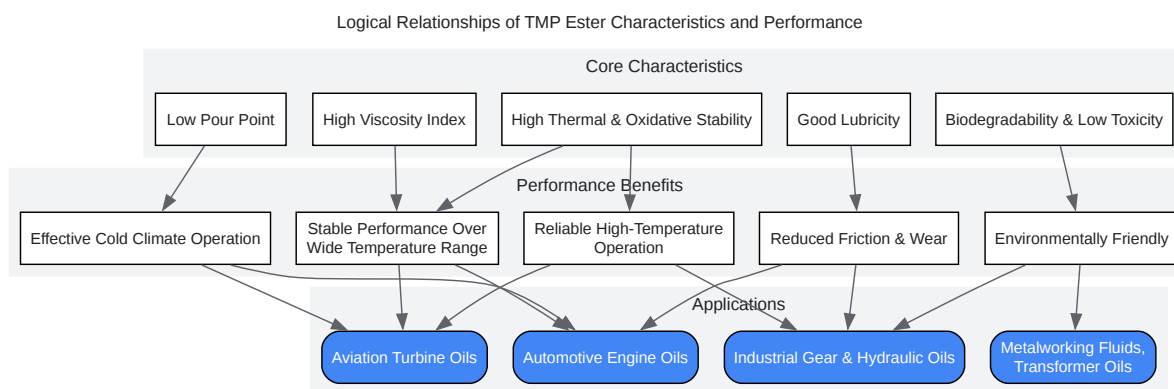 Logical Relationships of TMP Ester Characteristics and Performance
Core Characteristics
Low Pour Point
High Viscosity Index
High Thermal & Oxidative Stability
Good Lubricity
Biodegradability & Low Toxicity
Performance Benefits
Effective Cold Climate Operation
Stable Performance Over
Wide Temperature Range
Reliable High-Temperature
Operation
Reduced Friction & Wear
Environmentally Friendly
Applications
Aviation Turbine Oils
Automotive Engine Oils
Industrial Gear & Hydraulic Oils
Metalworking Fluids,
Transformer Oils